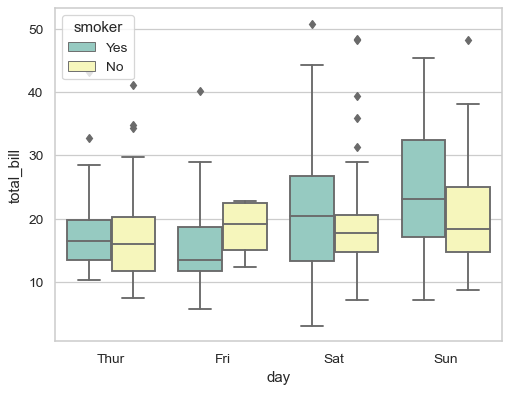 smoker
Yes
No
50
40
30
20
10
total_bill
Thur
Fri
Sat
Sun
day